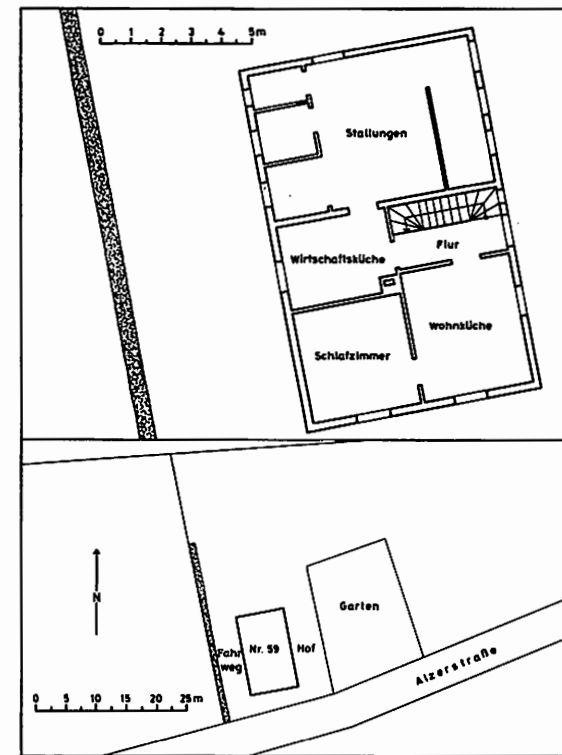 0 1 2 3 4 5m
Stallungen
Flur
Wirtschaftsküche
Wohnküche
Schlafzimmer
N
Garten
Nr. 59
Hof
Fahr
weg
Alzerstraße
0 5 10 15 20 25m